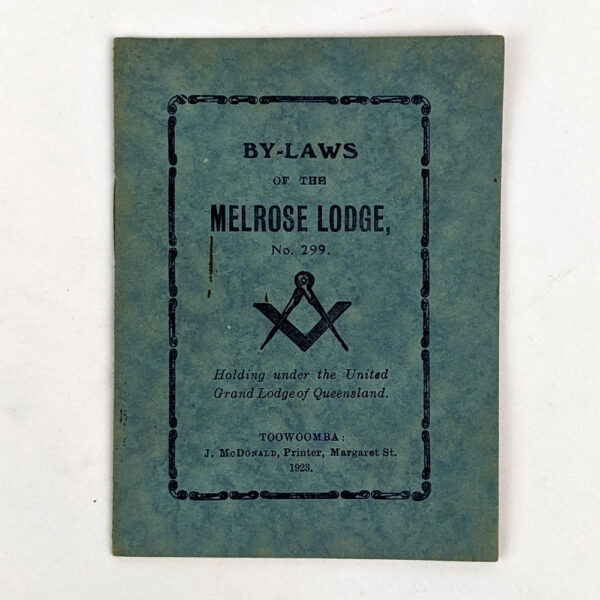 BY-LAWS
OF THE
MELROSE LODGE,
No. 299.
Holding under the United
Grand Lodge of Queensland.
TOOWOOMBA:
J. McDONALD, Printer, Margaret St.
1923.